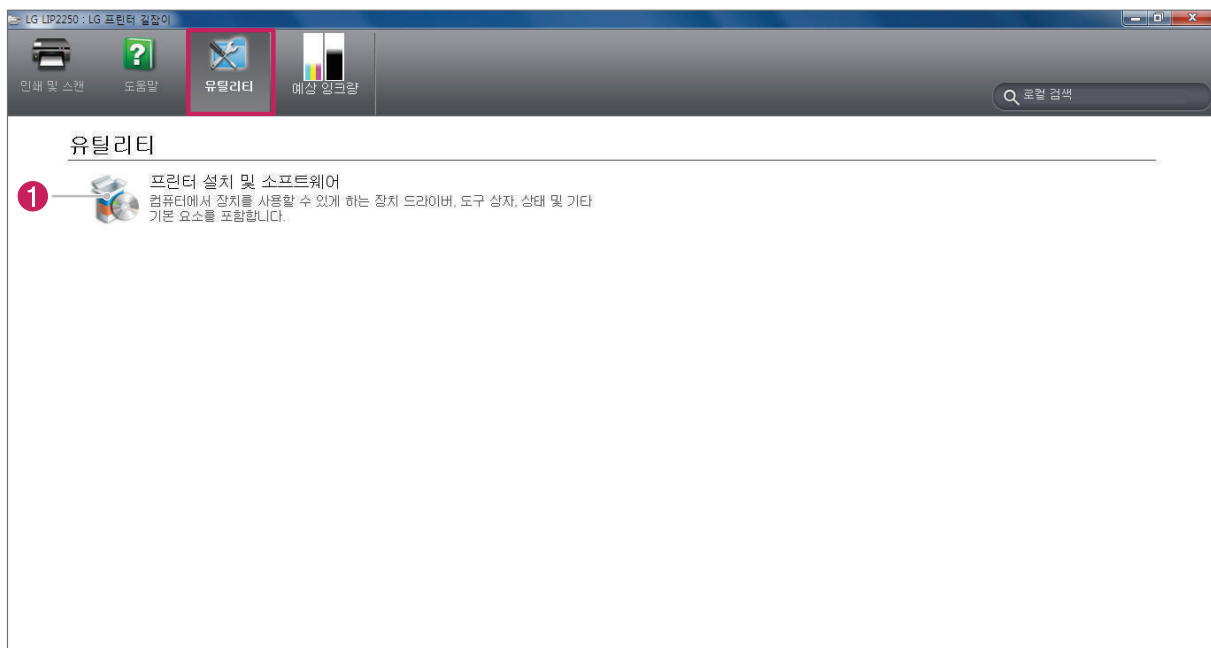 LG LIP2250 : LG 프린터 길잡이
인쇄 및 스캔
도움말
유틸리티
예상 잉크량
로컬 검색
유틸리티
1
프린터 설치 및 소프트웨어
컴퓨터에서 장치를 사용할 수 있게 하는 장치 드라이버, 도구 상자, 상태 및 기타
기본 요소를 포함합니다.